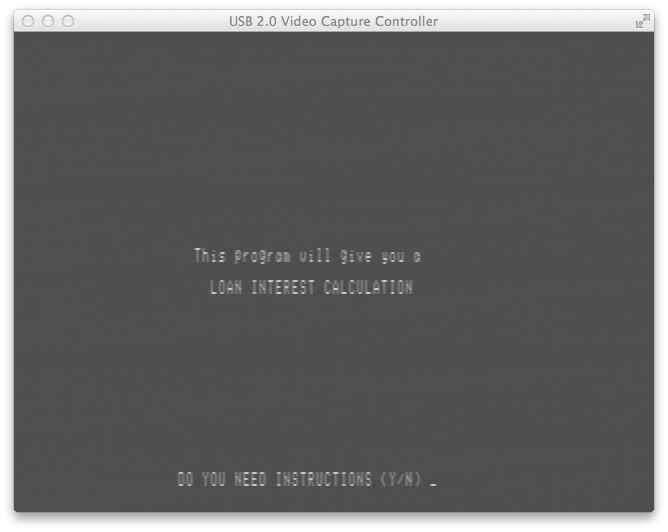 USB 2.0 Video Capture Controller
This program will give you a
LOAN INTEREST CALCULATION
DO YOU NEED INSTRUCTIONS (Y/N) _